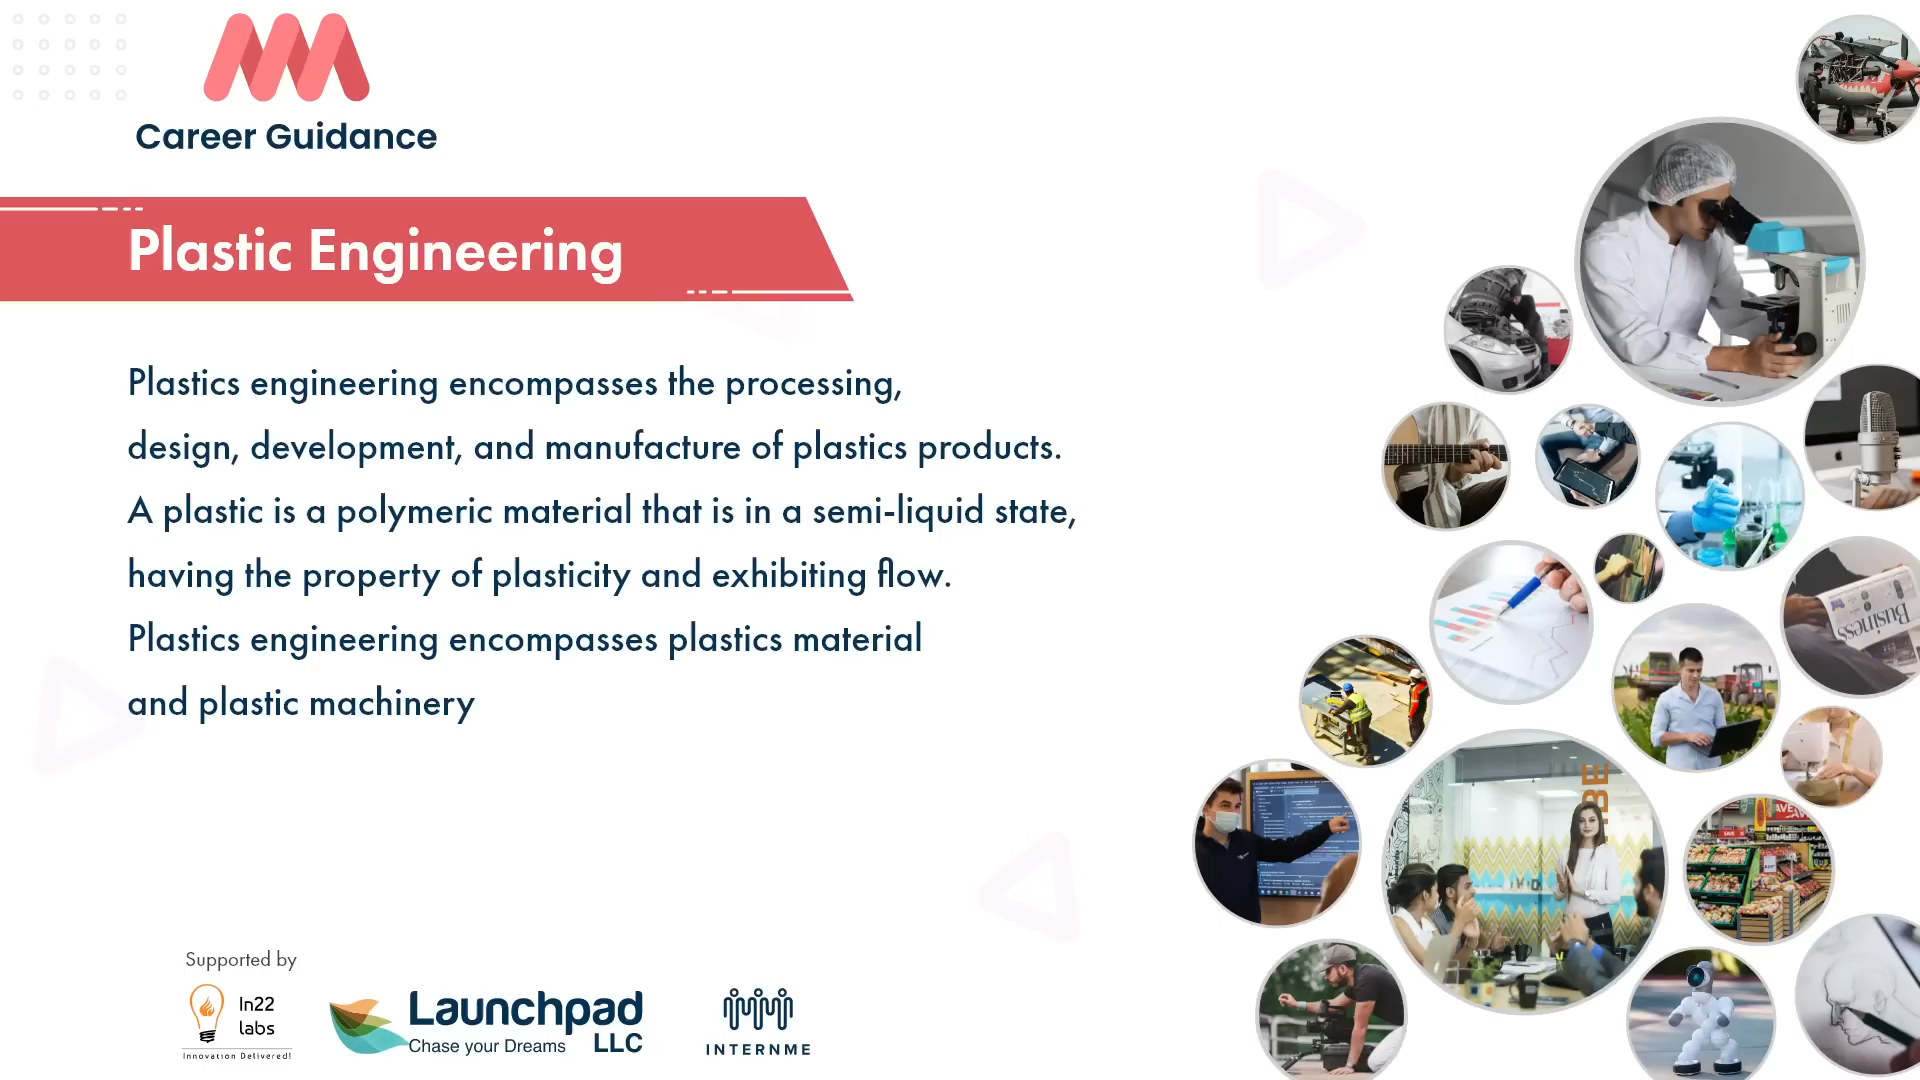 Career Guidance
Plastic Engineering
Plastics engineering encompasses the processing,
design, development, and manufacture of plastics products.
A plastic is a polymeric material that is in a semi-liquid state,
having the property of plasticity and exhibiting flow.
Plastics engineering encompasses plastics material
and plastic machinery
Supported by
In22
labs
Innovation Delivered!
Launchpad
Chase your Dreams LLC
INTERNME
Business